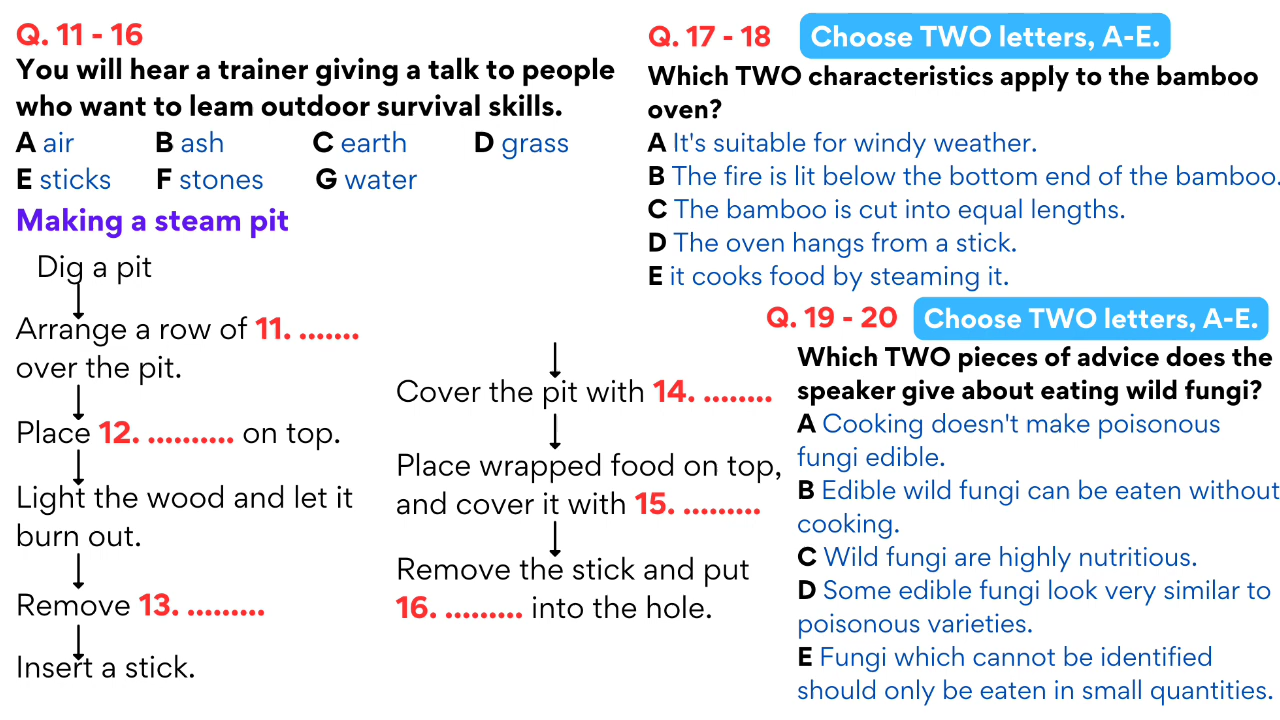 Q. 11 - 16
You will hear a trainer giving a talk to people
who want to leam outdoor survival skills.
A air B ash C earth D grass
E sticks F stones G water
Making a steam pit
Dig a pit
Arrange a row of 11. .......
over the pit.
Place 12. .......... on top.
Light the wood and let it
burn out.
Remove 13. .........
Insert a stick.
Cover the pit with 14. ........
Place wrapped food on top,
and cover it with 15. .........
Remove the stick and put
16. ......... into the hole.
Q. 17 - 18 Choose TWO letters, A-E.
Which TWO characteristics apply to the bamboo
oven?
A It's suitable for windy weather.
B The fire is lit below the bottom end of the bamboo.
C The bamboo is cut into equal lengths.
D The oven hangs from a stick.
E it cooks food by steaming it.
Q. 19 - 20 Choose TWO letters, A-E.
Which TWO pieces of advice does the
speaker give about eating wild fungi?
A Cooking doesn't make poisonous
fungi edible.
B Edible wild fungi can be eaten without
cooking.
C Wild fungi are highly nutritious.
D Some edible fungi look very similar to
poisonous varieties.
E Fungi which cannot be identified
should only be eaten in small quantities.